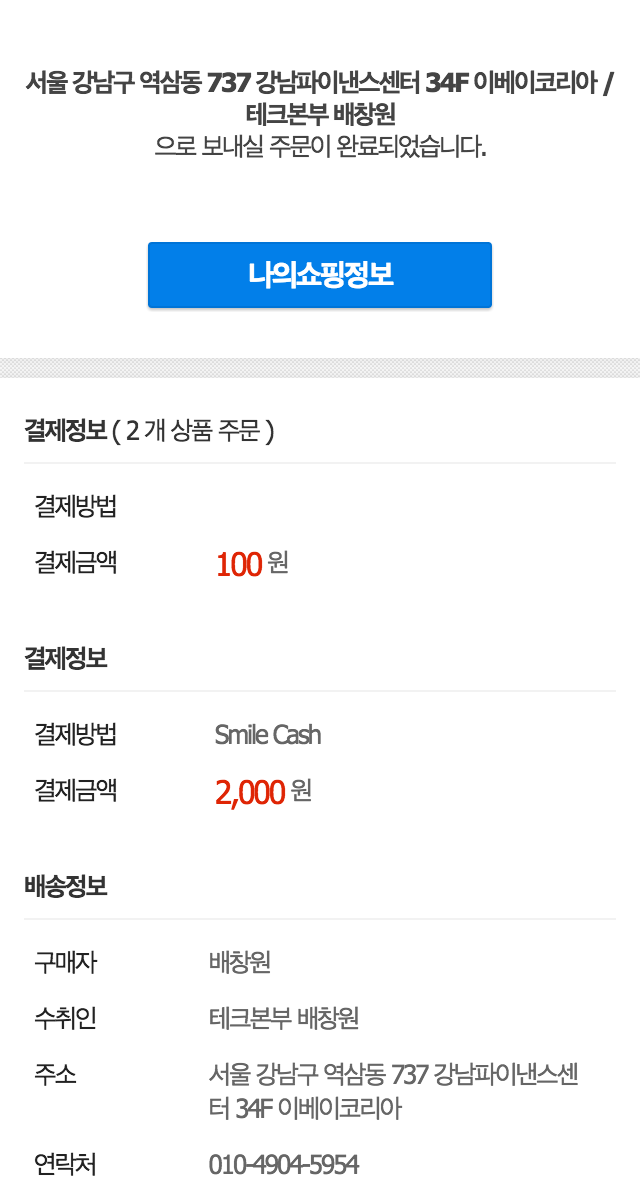 서울 강남구 역삼동 737 강남파이낸스센터 34F 이베이코리아 /
테크본부 배창원
으로 보내실 주문이 완료되었습니다.
나의쇼핑정보
결제정보 ( 2 개 상품 주문 )
결제방법
결제금액 100 원
결제정보
결제방법 Smile Cash
결제금액 2,000 원
배송정보
구매자 배창원
수취인 테크본부 배창원
주소 서울 강남구 역삼동 737 강남파이낸스센
터 34F 이베이코리아
연락처 010-4904-5954